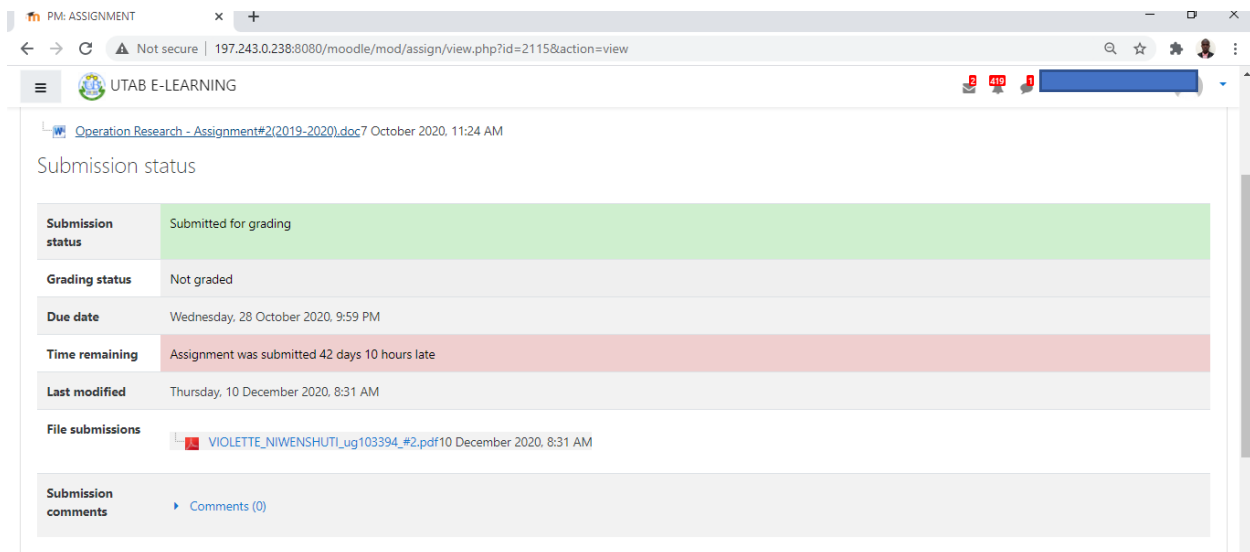 PM: ASSIGNMENT
Not secure | 197.243.0.238:8080/moodle/mod/assign/view.php?id=2115&action=view
UTAB E-LEARNING
2 419 1
Operation Research - Assignment#2(2019-2020).doc7 October 2020, 11:24 AM
Submission status
Submission status Submitted for grading
Grading status Not graded
Due date Wednesday, 28 October 2020, 9:59 PM
Time remaining Assignment was submitted 42 days 10 hours late
Last modified Thursday, 10 December 2020, 8:31 AM
File submissions VIOLETTE_NIWENSHUTI_ug103394_#2.pdf10 December 2020, 8:31 AM
Submission comments Comments (0)